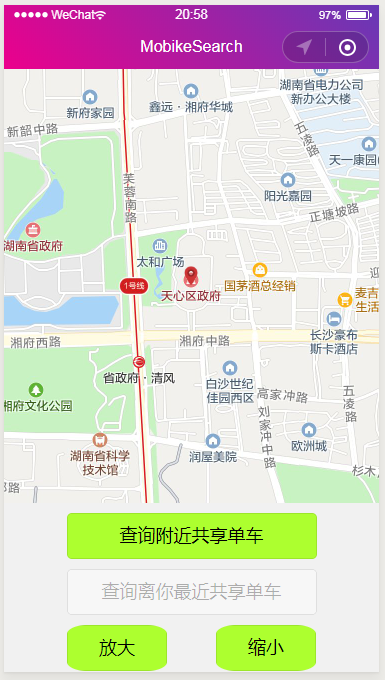 WeChat 20:58 97%
MobikeSearch
湖南省电力公司
新办公大楼
新府家园
鑫远·湘府华城
新韶中路
五凌路
天一康园(
芙蓉南路
阳光嘉园
正塘坡路
湖南省政府
太和广场
迎
1号线
天心区政府
国茅酒总经销
麦吉
生活
长沙豪布
斯卡酒店
湘府西路
湘府中路
省政府·清风
白沙世纪
佳园西区
高家冲路
五凌路
湘府文化公园
刘家冲中路
欧洲城
润屋美院
湖南省科学
技术馆
杉木
部路
查询附近共享单车
查询离你最近共享单车
放大 缩小